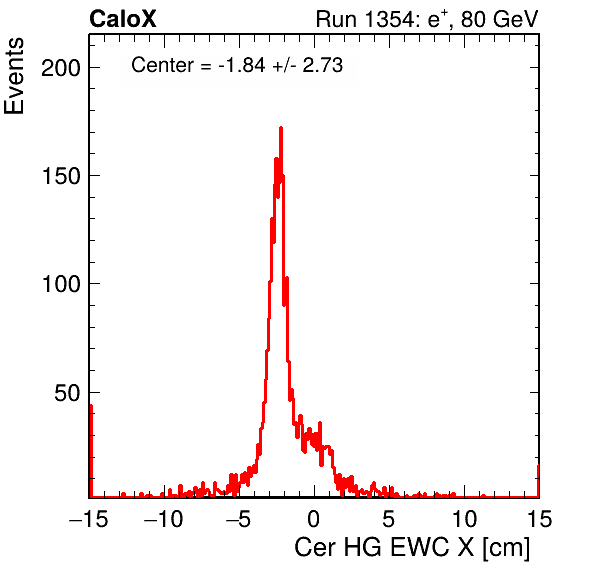 CaloX Run 1354: e⁺, 80 GeV
Center = -1.84 +/- 2.73
Events
200
150
100
50
−15 −10 −5 0 5 10 15
Cer HG EWC X [cm]